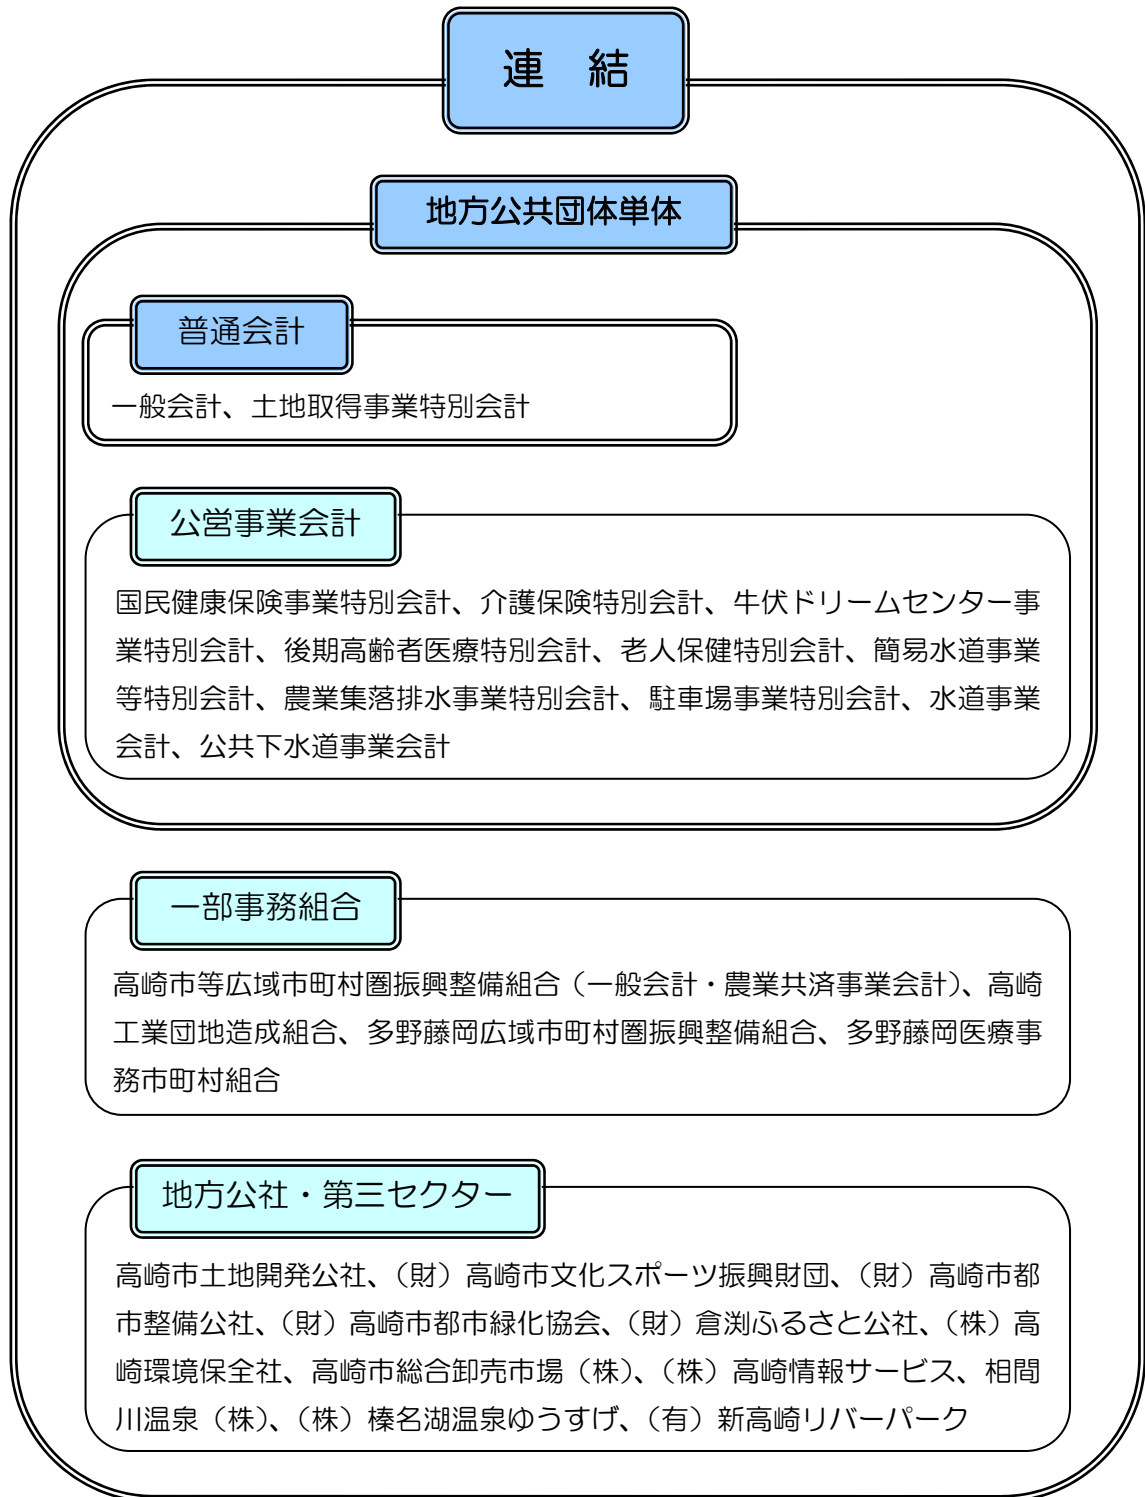 連　結
地方公共団体単体
普通会計
一般会計、土地取得事業特別会計
公営事業会計
国民健康保険事業特別会計、介護保険特別会計、牛伏ドリームセンター事
業特別会計、後期高齢者医療特別会計、老人保健特別会計、簡易水道事業
等特別会計、農業集落排水事業特別会計、駐車場事業特別会計、水道事業
会計、公共下水道事業会計
一部事務組合
高崎市等広域市町村圏振興整備組合（一般会計・農業共済事業会計）、高崎
工業団地造成組合、多野藤岡広域市町村圏振興整備組合、多野藤岡医療事
務市町村組合
地方公社・第三セクター
高崎市土地開発公社、（財）高崎市文化スポーツ振興財団、（財）高崎市都
市整備公社、（財）高崎市都市緑化協会、（財）倉渕ふるさと公社、（株）高
崎環境保全社、高崎市総合卸売市場（株）、（株）高崎情報サービス、相間
川温泉（株）、（株）榛名湖温泉ゆうすげ、（有）新高崎リバーパーク